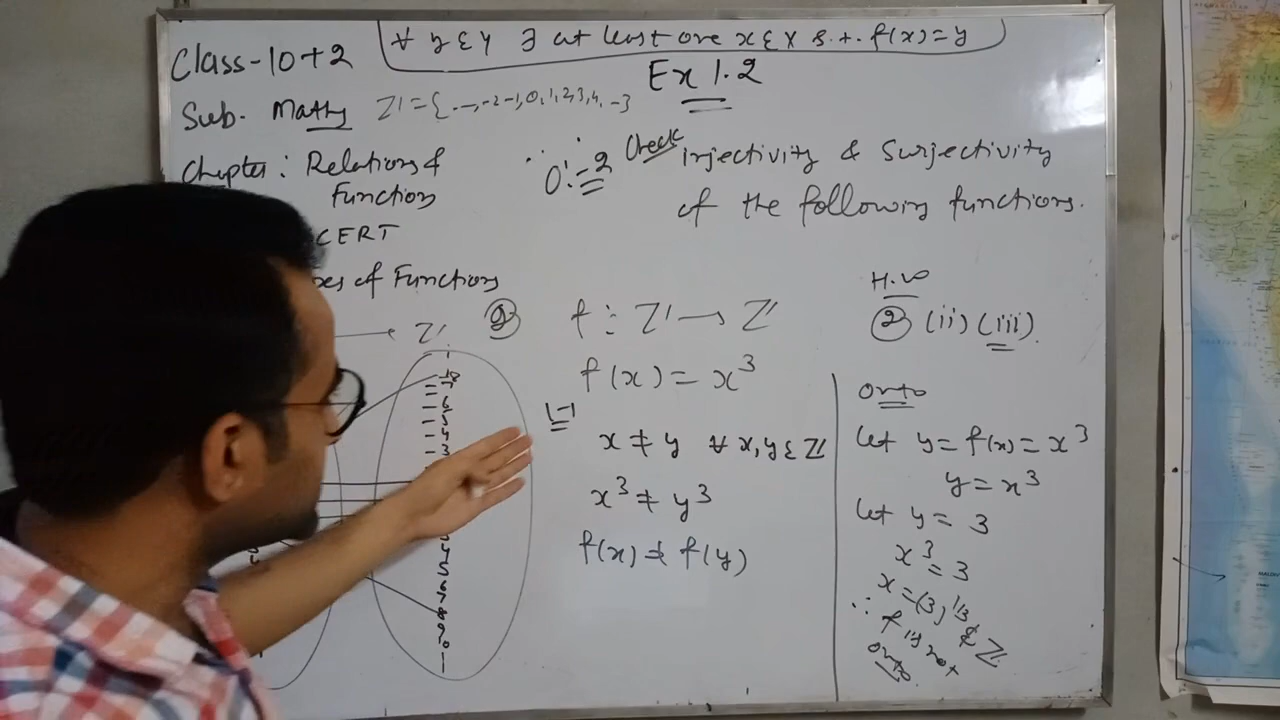 ∀ y ∈ Y ∃ at least one x ∈ X s.t. f(x) = y
Class-10+2
Ex 1.2
Sub. Maths
Z = {..., -2 -1, 0, 1, 2, 3, 4, -}
Chapter: Relations &
Function
CERT
pes of Functions
Q:-2 Check injectivity & Surjectivity
of the following functions.
H.W
② (ii) (iii).
Z
f : Z → Z
f(x) = x³
1-1
x ≠ y ∀ x, y ∈ Z
x³ ≠ y³
f(x) ≠ f(y)
Onto
Let y = f(x) = x³
y = x³
Let y = 3
x³ = 3
x = (3)^1/3 ∉ Z
∴ f is not
onto.